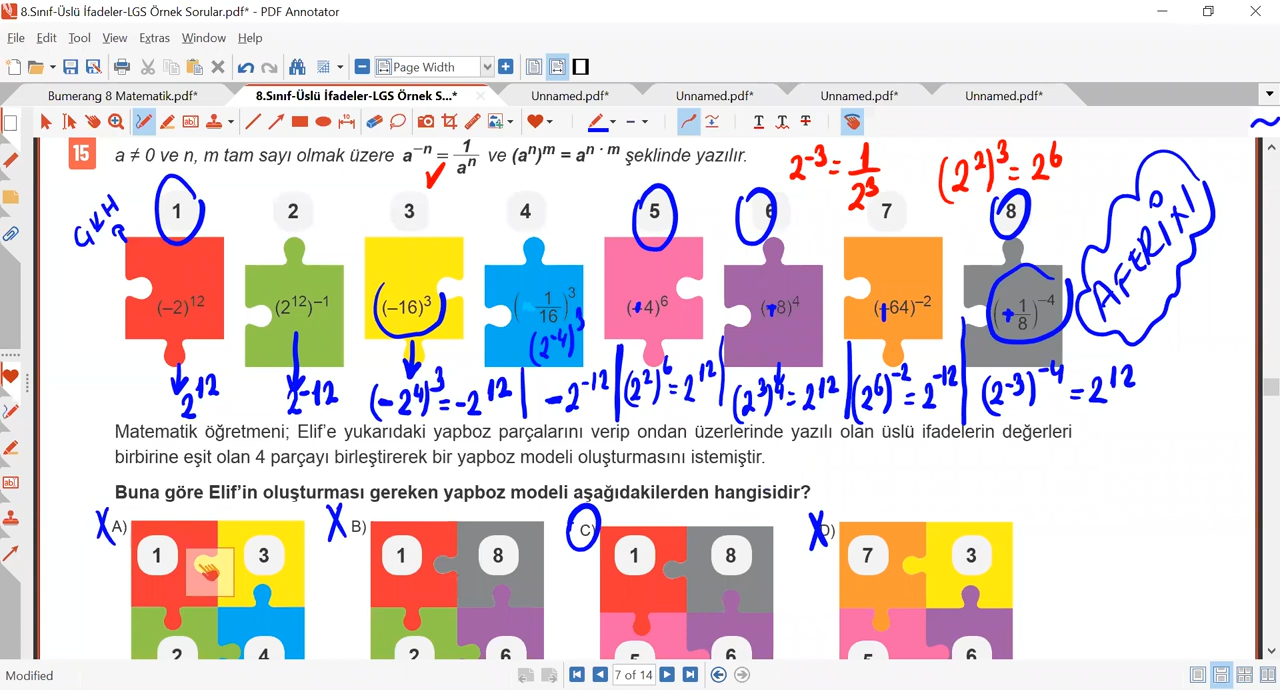 8.Sınıf-Üslü İfadeler-LGS Örnek Sorular.pdf* - PDF Annotator
File Edit Tool View Extras Window Help
Page Width
Bumerang 8 Matematik.pdf* 8.Sınıf-Üslü İfadeler-LGS Örnek S...* Unnamed.pdf* Unnamed.pdf* Unnamed.pdf* Unnamed.pdf*
15 a ≠ 0 ve n, m tam sayı olmak üzere a⁻ⁿ = 1/aⁿ ve (aⁿ)ᵐ = aⁿ·ᵐ şeklinde yazılır. 2⁻³ = 1/2³ (2²)³ = 2⁶
GKH
1 2 3 4 5 6 7 8
AFERIX1
(−2)¹² (2¹²)⁻¹ (−16)³ (1/16)³ (+4)⁶ (+8)⁴ (64)⁻² (+1/8)⁻⁴
(2⁻⁴)³
2¹² 2⁻¹² (−2⁴)⁻³ = −2¹² −2⁻¹² (2²)⁶ = 2¹² (2³)⁴ = 2¹² (2⁶)⁻² = 2⁻¹² (2⁻³)⁻⁴ = 2¹²
Matematik öğretmeni; Elif'e yukarıdaki yapboz parçalarını verip ondan üzerlerinde yazılı olan üslü ifadelerin değerleri
birbirine eşit olan 4 parçayı birleştirerek bir yapboz modeli oluşturmasını istemiştir.
Buna göre Elif'in oluşturması gereken yapboz modeli aşağıdakilerden hangisidir?
X A) X B) C) X D)
1 3 1 8 1 8 7 3
2 4 2 6 5 6 5 6
Modified 7 of 14